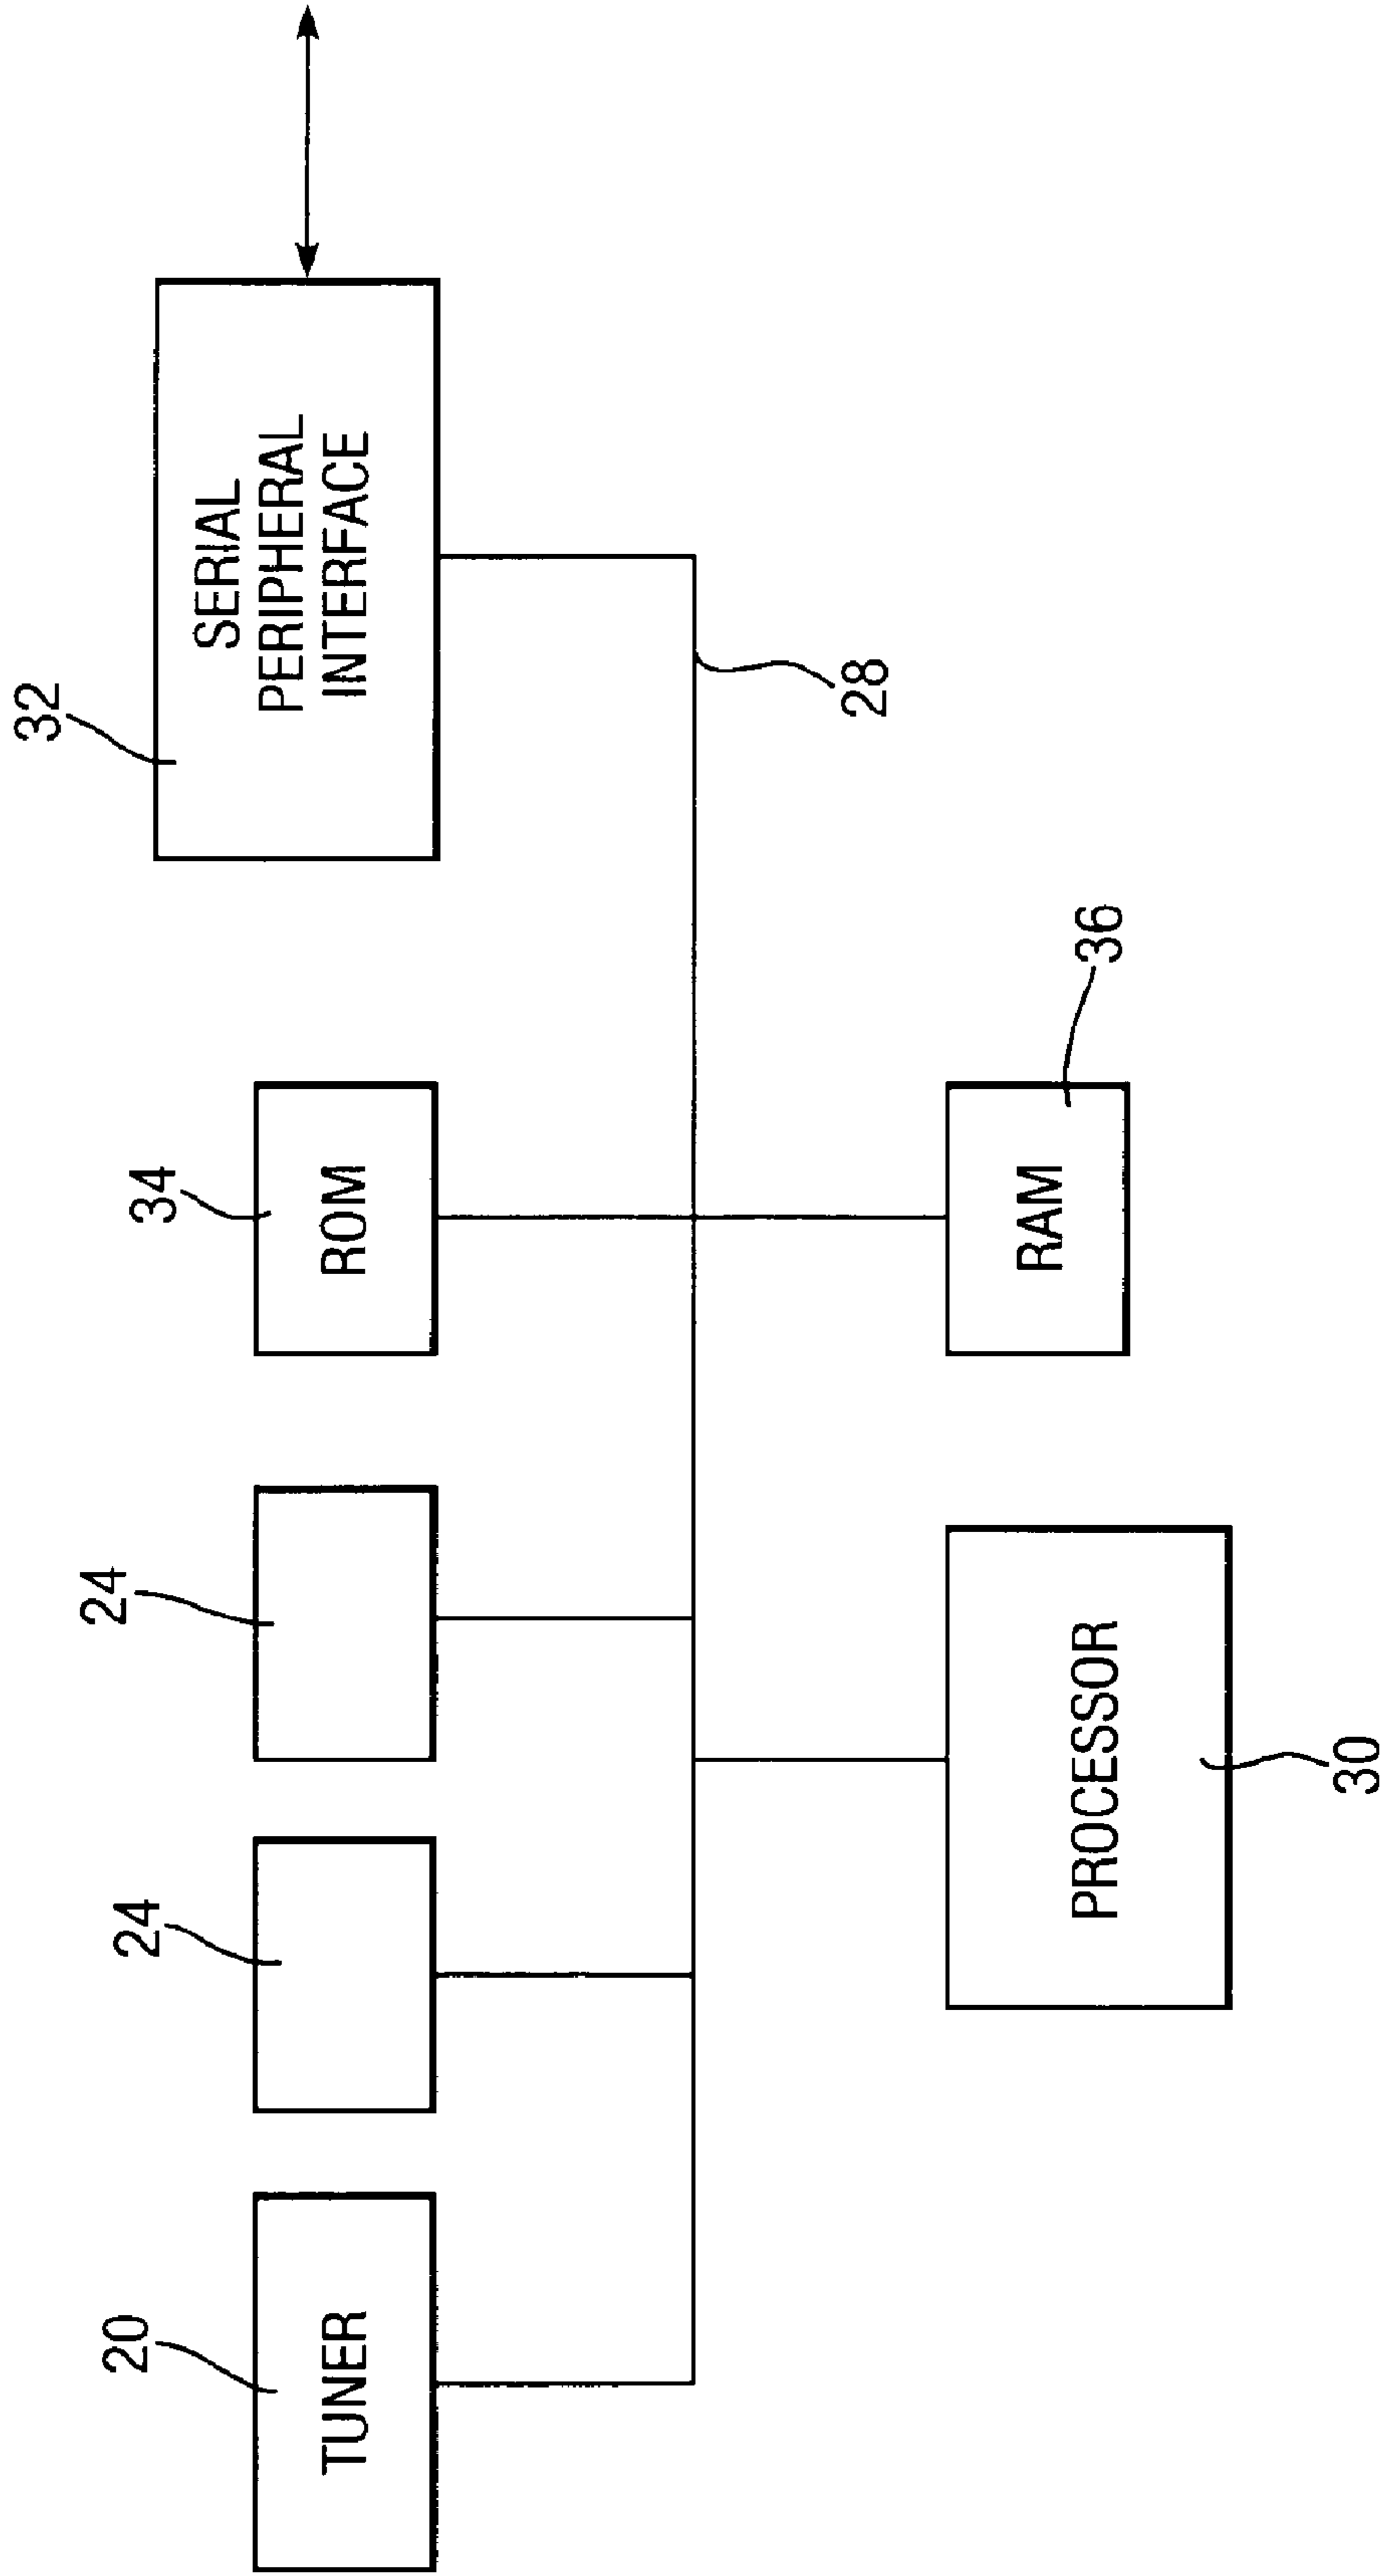 20
TUNER
24
24
34
ROM
32
SERIAL
PERIPHERAL
INTERFACE
28
PROCESSOR
30
RAM
36